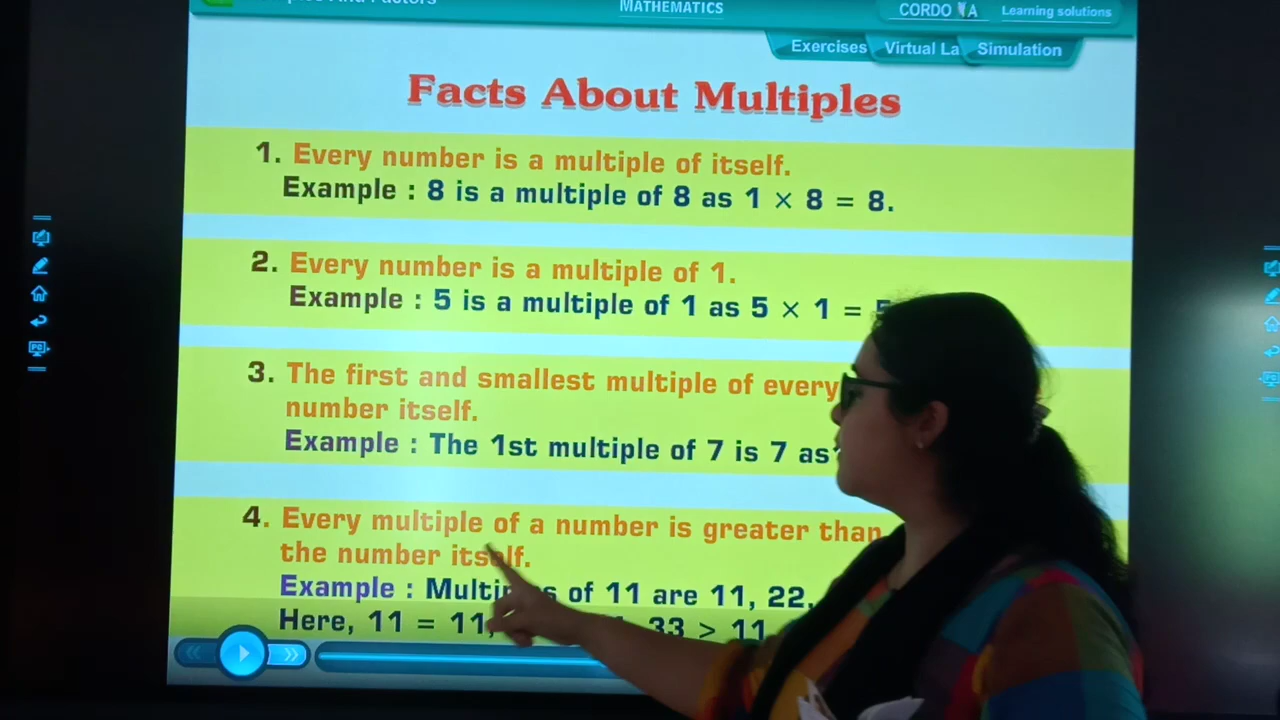 And Factors
MATHematics
CORDOVA Learning solutions
Exercises Virtual La Simulation
Facts About Multiples
1. Every number is a multiple of itself.
Example : 8 is a multiple of 8 as 1 × 8 = 8.
2. Every number is a multiple of 1.
Example : 5 is a multiple of 1 as 5 × 1 =
3. The first and smallest multiple of every
number itself.
Example : The 1st multiple of 7 is 7 as
4. Every multiple of a number is greater than
the number itself.
Example : of 11 are 11, 22,
Here, 11 = 11, 33 > 11